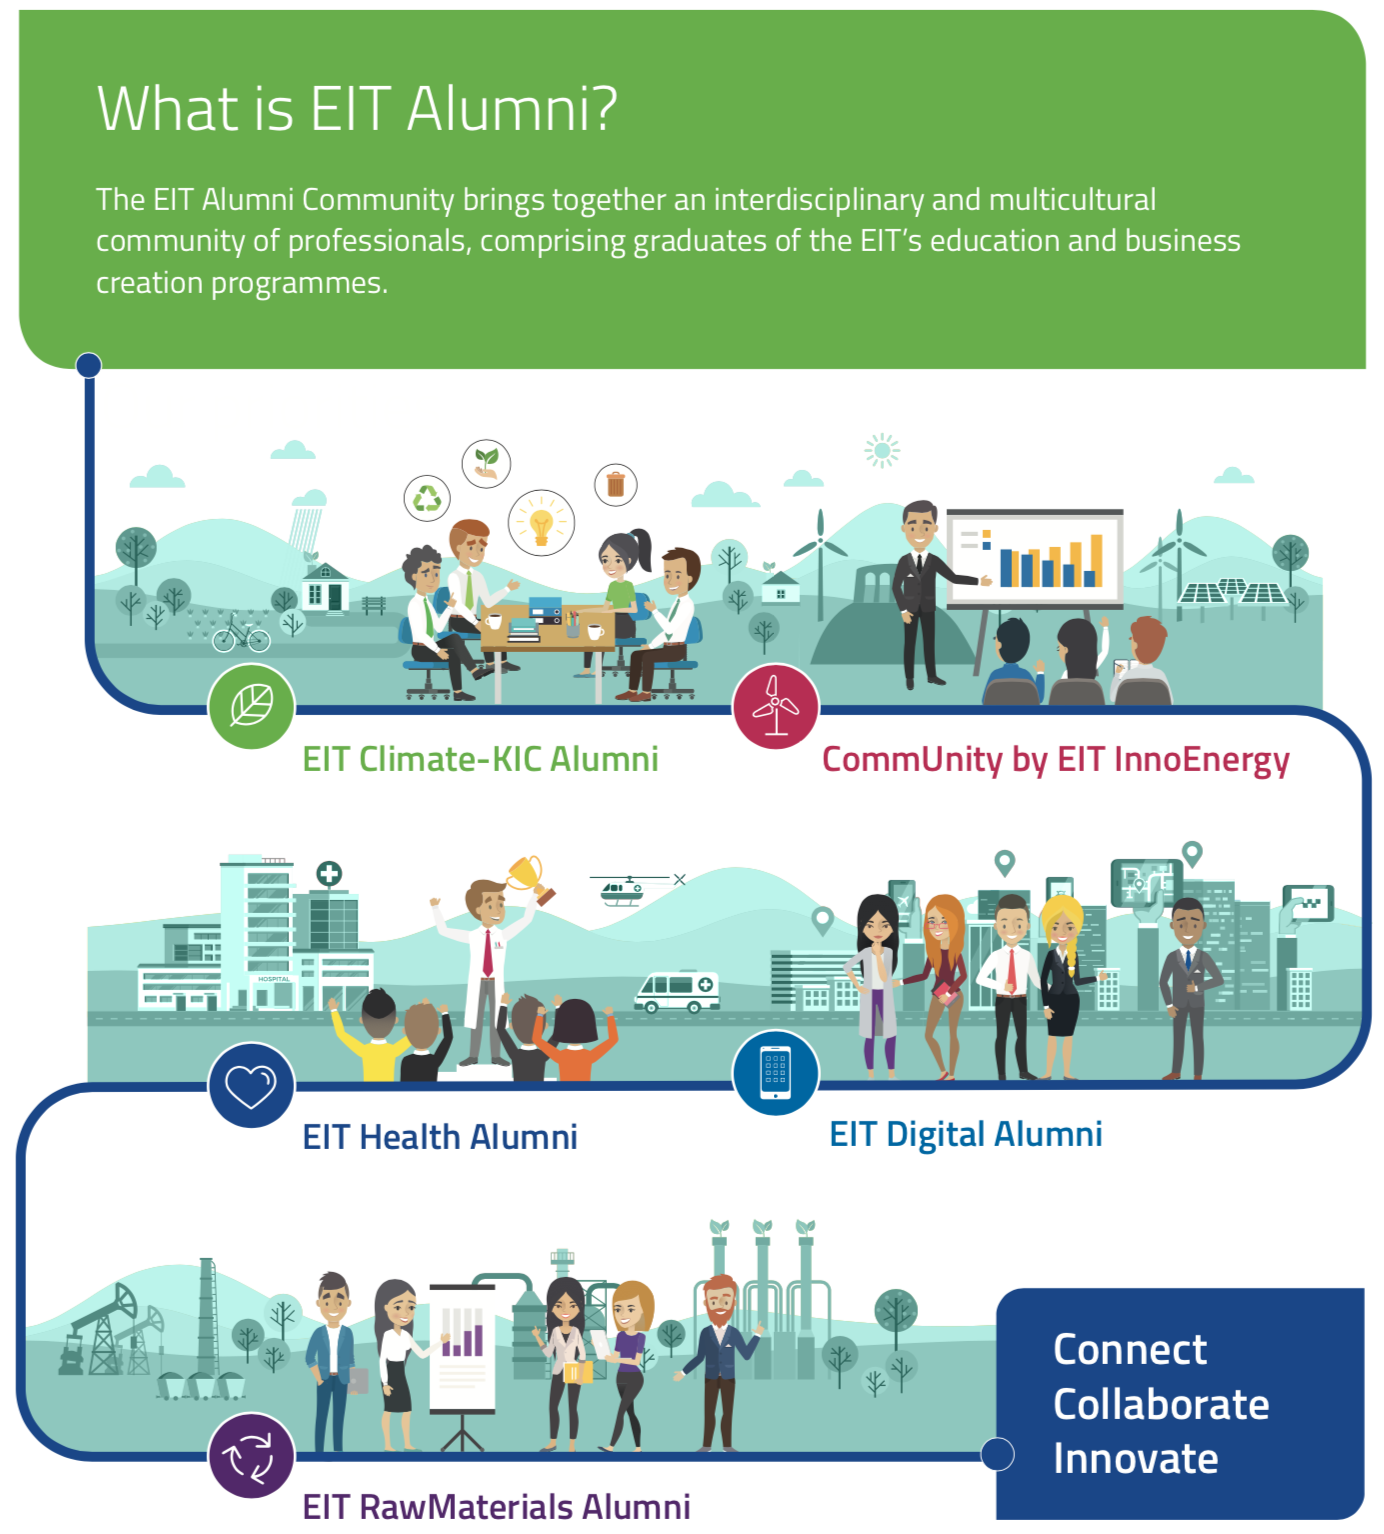 What is EIT Alumni?
The EIT Alumni Community brings together an interdisciplinary and multicultural
community of professionals, comprising graduates of the EIT’s education and business
creation programmes.
EIT Climate-KIC Alumni
CommUnity by EIT InnoEnergy
HOSPITAL
EIT Health Alumni
EIT Digital Alumni
Connect
Collaborate
Innovate
EIT RawMaterials Alumni